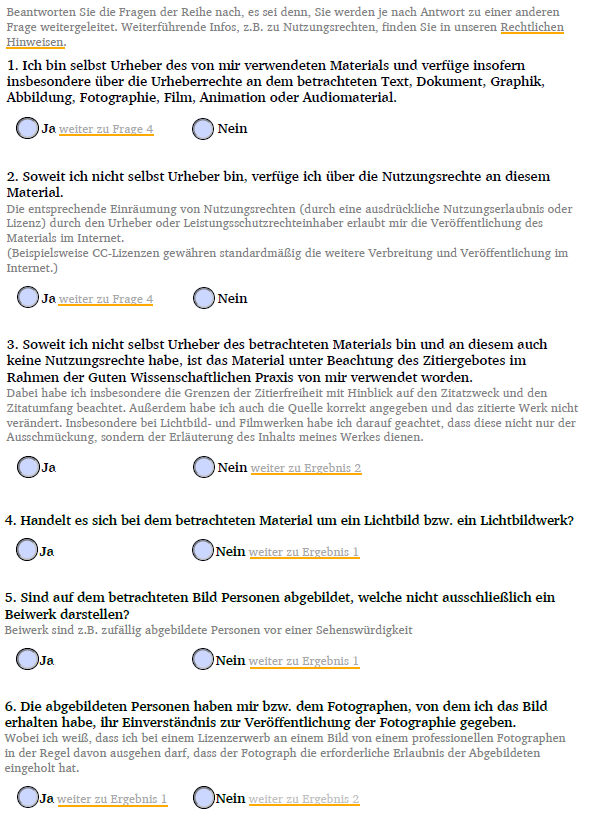 Beantworten Sie die Fragen der Reihe nach, es sei denn, Sie werden je nach Antwort zu einer anderen
Frage weitergeleitet. Weiterführende Infos, z.B. zu Nutzungsrechten, finden Sie in unseren Rechtlichen
Hinweisen.
1. Ich bin selbst Urheber des von mir verwendeten Materials und verfüge insofern
insbesondere über die Urheberrechte an dem betrachteten Text, Dokument, Graphik,
Abbildung, Fotographie, Film, Animation oder Audiomaterial.
Ja weiter zu Frage 4 Nein
2. Soweit ich nicht selbst Urheber bin, verfüge ich über die Nutzungsrechte an diesem
Material.
Die entsprechende Einräumung von Nutzungsrechten (durch eine ausdrückliche Nutzungserlaubnis oder
Lizenz) durch den Urheber oder Leistungsschutzrechteinhaber erlaubt mir die Veröffentlichung des
Materials im Internet.
(Beispielsweise CC-Lizenzen gewähren standardmäßig die weitere Verbreitung und Veröffentlichung im
Internet.)
Ja weiter zu Frage 4 Nein
3. Soweit ich nicht selbst Urheber des betrachteten Materials bin und an diesem auch
keine Nutzungsrechte habe, ist das Material unter Beachtung des Zitiergebotes im
Rahmen der Guten Wissenschaftlichen Praxis von mir verwendet worden.
Dabei habe ich insbesondere die Grenzen der Zitierfreiheit mit Hinblick auf den Zitatzweck und den
Zitatumfang beachtet. Außerdem habe ich auch die Quelle korrekt angegeben und das zitierte Werk nicht
verändert. Insbesondere bei Lichtbild- und Filmwerken habe ich darauf geachtet, dass diese nicht nur der
Ausschmückung, sondern der Erläuterung des Inhalts meines Werkes dienen.
Ja Nein weiter zu Ergebnis 2
4. Handelt es sich bei dem betrachteten Material um ein Lichtbild bzw. ein Lichtbildwerk?
Ja Nein weiter zu Ergebnis 1
5. Sind auf dem betrachteten Bild Personen abgebildet, welche nicht ausschließlich ein
Beiwerk darstellen?
Beiwerk sind z.B. zufällig abgebildete Personen vor einer Sehenswürdigkeit
Ja Nein weiter zu Ergebnis 1
6. Die abgebildeten Personen haben mir bzw. dem Fotographen, von dem ich das Bild
erhalten habe, ihr Einverständnis zur Veröffentlichung der Fotographie gegeben.
Wobei ich weiß, dass ich bei einem Lizenzerwerb an einem Bild von einem professionellen Fotographen
in der Regel davon ausgehen darf, dass der Fotograph die erforderliche Erlaubnis der Abgebildeten
eingeholt hat.
Ja weiter zu Ergebnis 1 Nein weiter zu Ergebnis 2